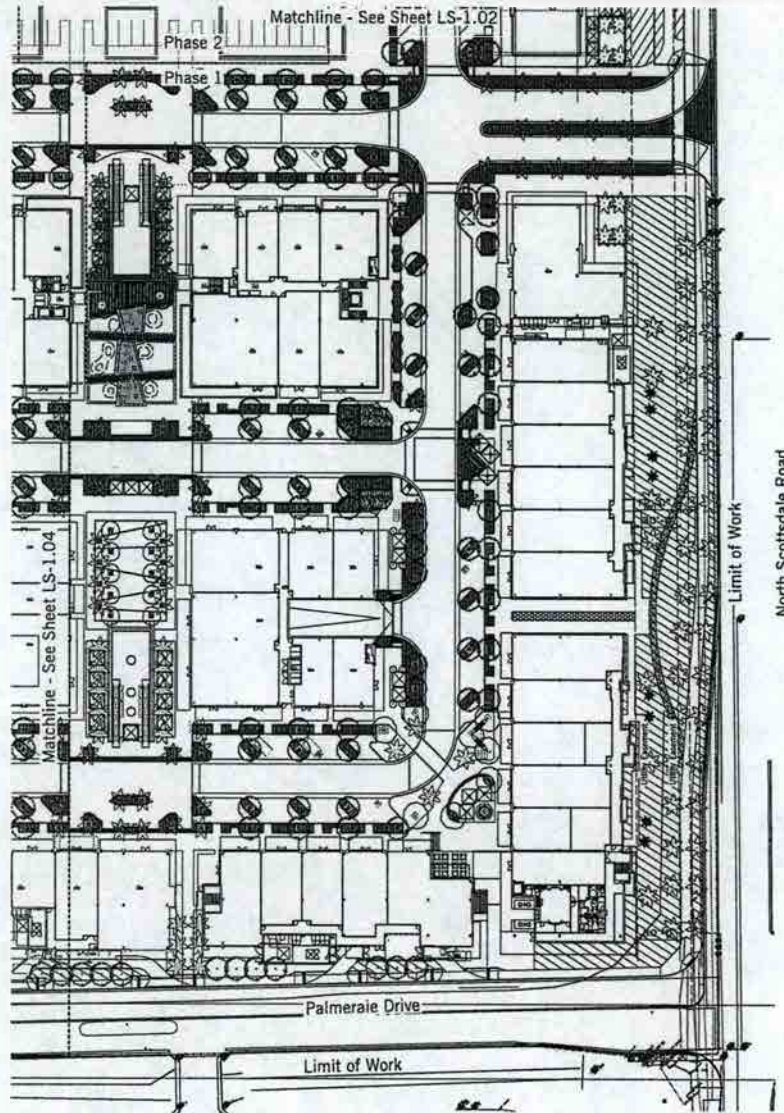 Matchline - See Sheet LS-1.02
Phase 2
Phase 1
Matchline - See Sheet LS-1.04
Limit of Work
North Scottsdale Road
Palmeraie Drive
Limit of Work